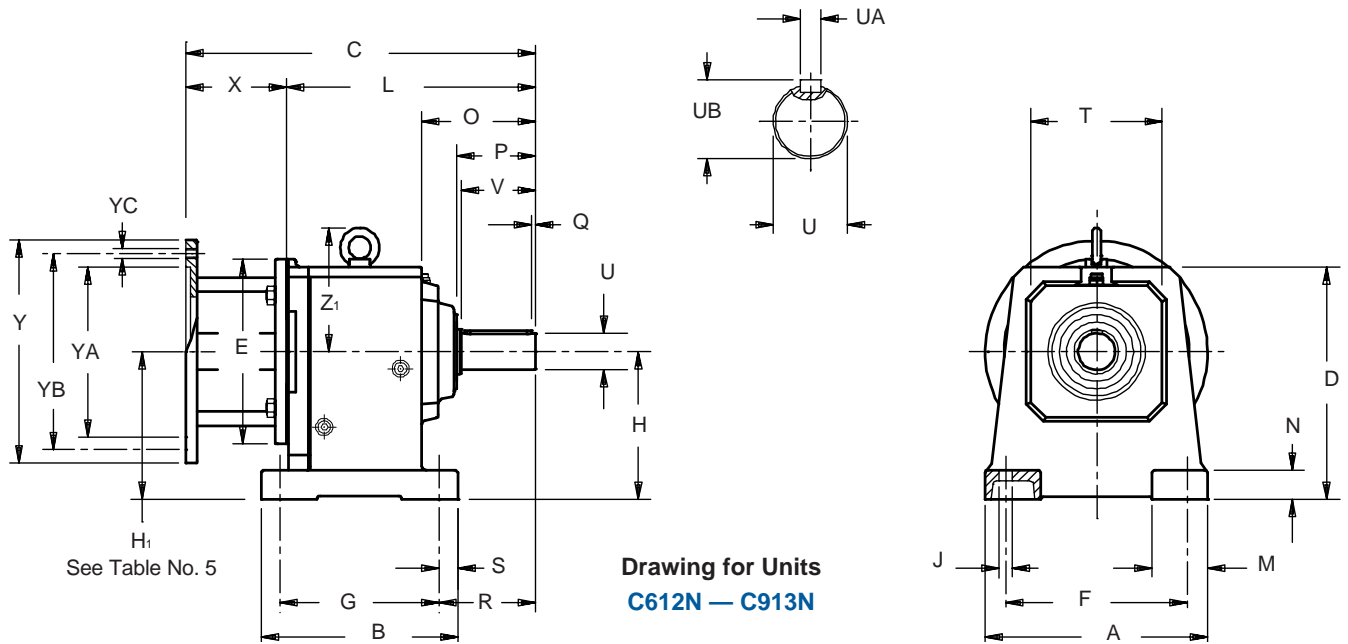 UA
C
X
L
UB
O
T
P
V
YC
Q
U
U
Z1
Y
YA
E
YB
D
H
N
H1
See Table No. 5
S
J
M
Drawing for Units
C612N — C913N
G
R
F
B
A